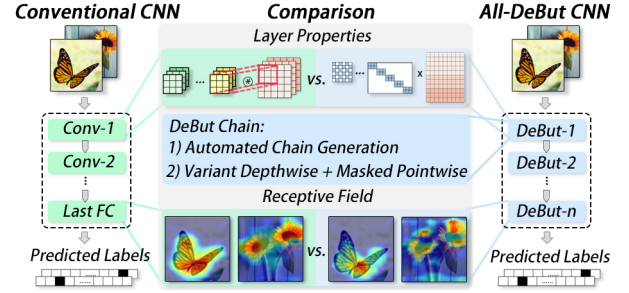 Conventional CNN
Comparison
All-DeBut CNN
Layer Properties
... vs. ... x
Conv-1
Conv-2
Last FC
Predicted Labels
......
DeBut Chain:
1) Automated Chain Generation
2) Variant Depthwise + Masked Pointwise
Receptive Field
vs.
DeBut-1
DeBut-2
DeBut-n
Predicted Labels
......